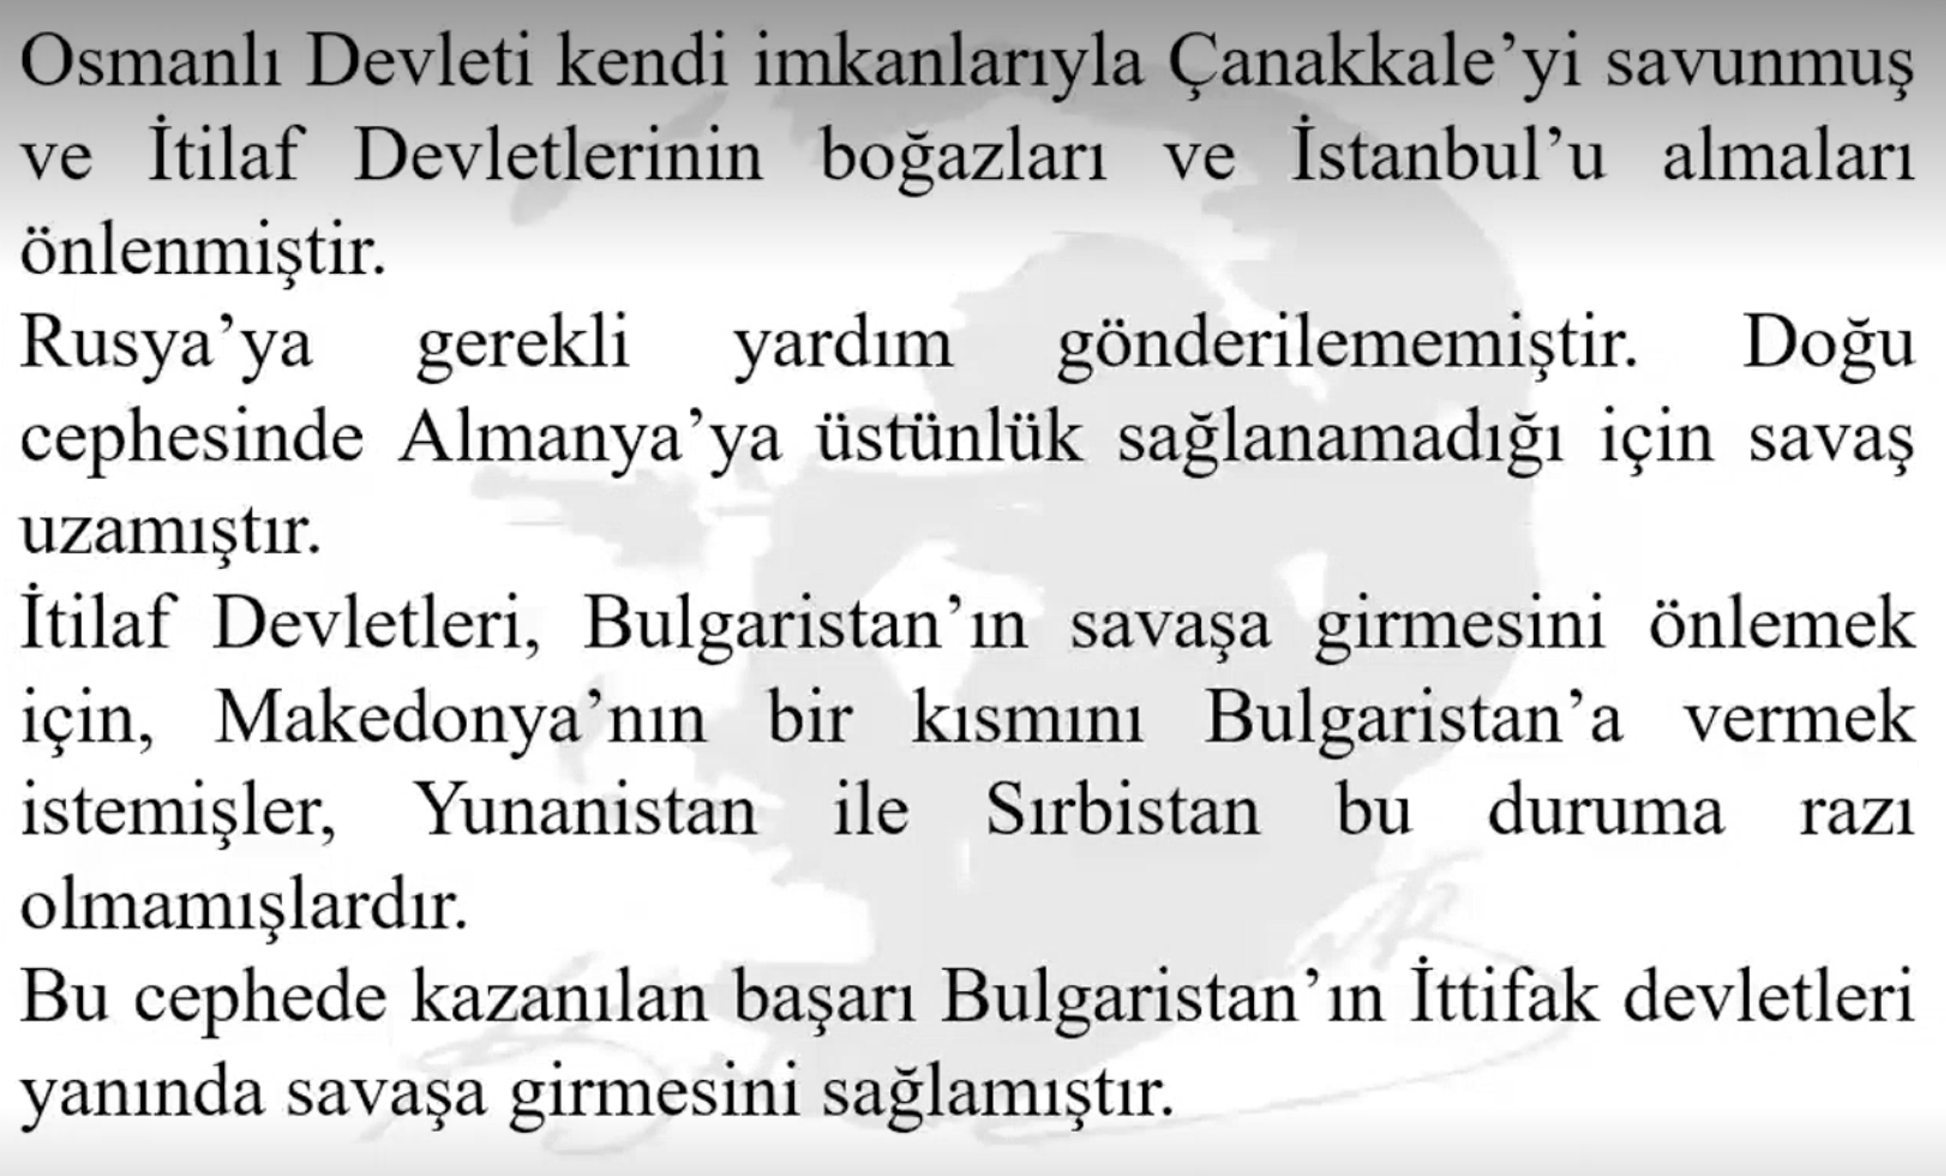 Osmanlı Devleti kendi imkanlarıyla Çanakkale’yi savunmuş
ve İtilaf Devletlerinin boğazları ve İstanbul’u almaları
önlenmiştir.
Rusya’ya gerekli yardım gönderilememiştir. Doğu
cephesinde Almanya’ya üstünlük sağlanamadığı için savaş
uzamıştır.
İtilaf Devletleri, Bulgaristan’ın savaşa girmesini önlemek
için, Makedonya’nın bir kısmını Bulgaristan’a vermek
istemişler, Yunanistan ile Sırbistan bu duruma razı
olmamışlardır.
Bu cephede kazanılan başarı Bulgaristan’ın İttifak devletleri
yanında savaşa girmesini sağlamıştır.